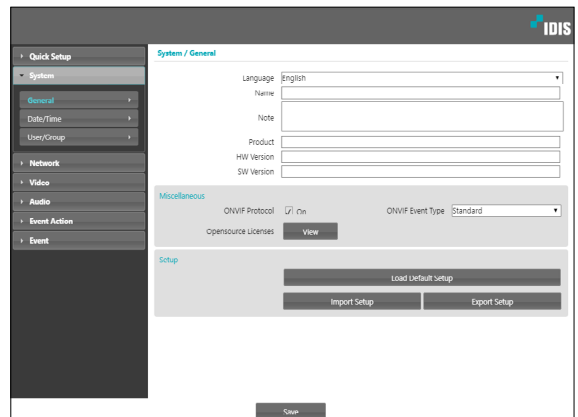 IDIS
Quick Setup
System
General
Date/Time
User/Group
Network
Video
Audio
Event Action
Event
System / General
Language English
Name
Note
Product
HW Version
SW Version
Miscellaneous
ONVIF Protocol On ONVIF Event Type Standard
Opensource Licenses View
Setup
Load Default Setup
Import Setup Export Setup
Save